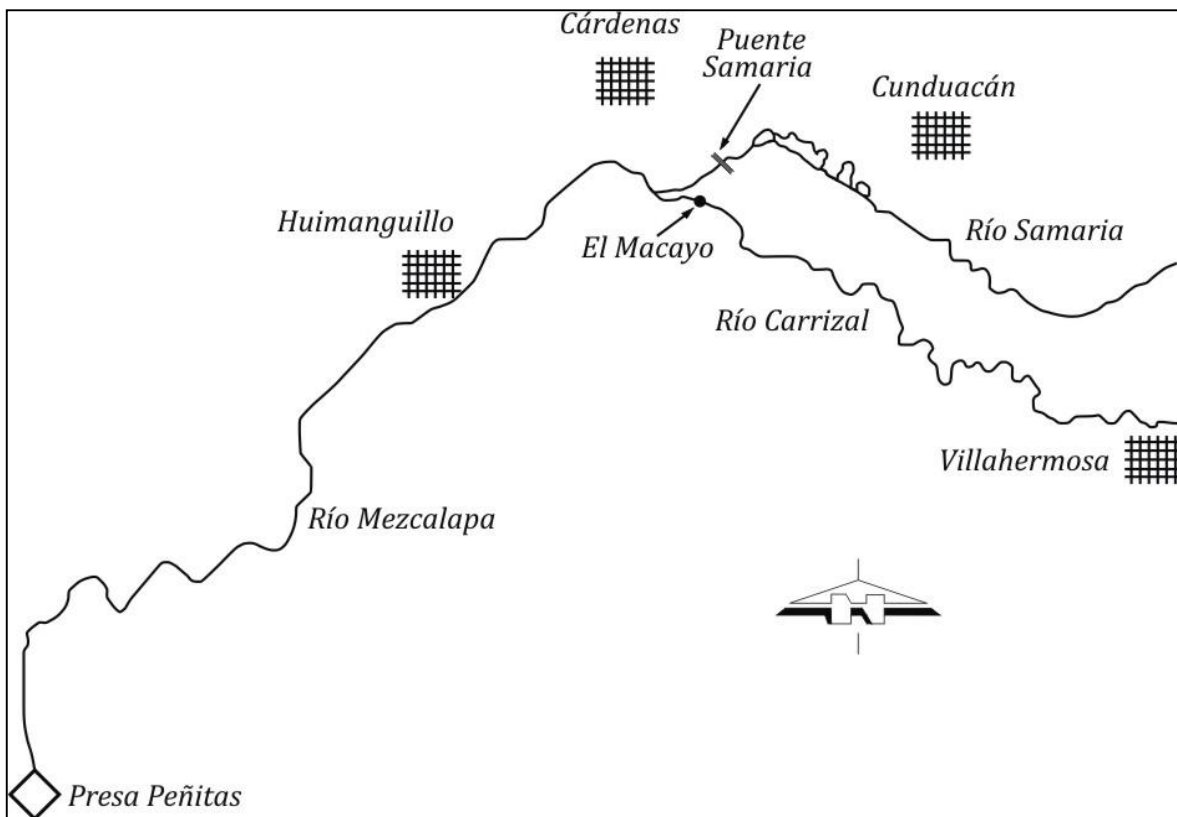 Cárdenas
Puente
Samaria
Cunduacán
Huimanguillo
El Macayo
Río Samaria
Río Carrizal
Villahermosa
Río Mezcalapa
N
Presa Peñitas